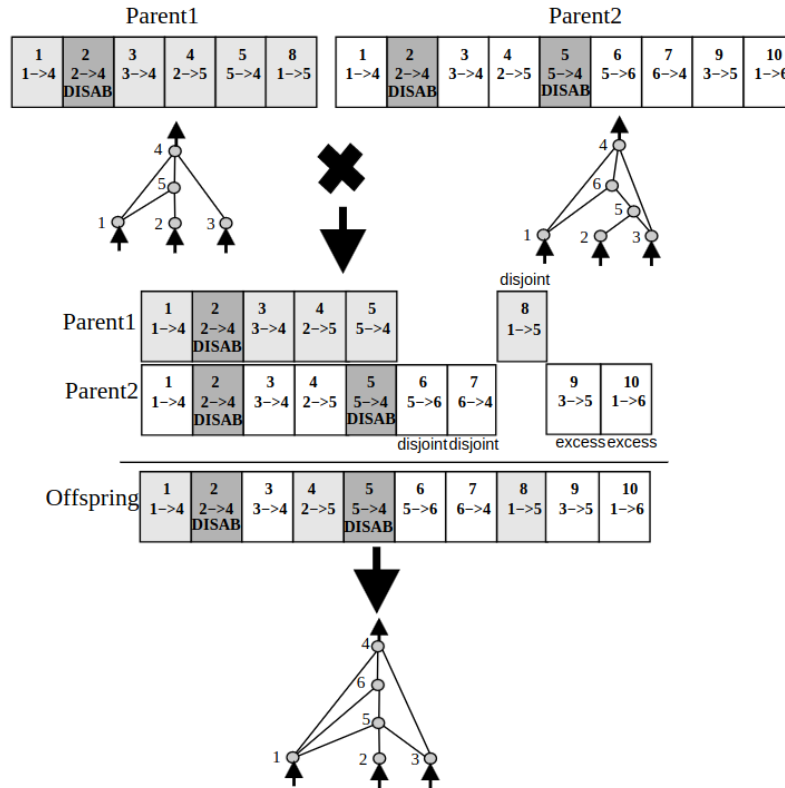 Parent1 Parent2
1 2 3 4 5 8 1 2 3 4 5 6 7 9 10
1->4 2->4 3->4 2->5 5->4 1->5 1->4 2->4 3->4 2->5 5->4 5->6 6->4 3->5 1->6
DISAB DISAB DISAB
4 4
5 6
5
1 2 3 1 2 3
disjoint
1 2 3 4 5 8
Parent1 1->4 2->4 3->4 2->5 5->4 1->5
DISAB
1 2 3 4 5 6 7 9 10
Parent2 1->4 2->4 3->4 2->5 5->4 5->6 6->4 3->5 1->6
DISAB DISAB
disjoint disjoint excess excess
1 2 3 4 5 6 7 8 9 10
Offspring 1->4 2->4 3->4 2->5 5->4 5->6 6->4 1->5 3->5 1->6
DISAB DISAB
4
6
5
1 2 3